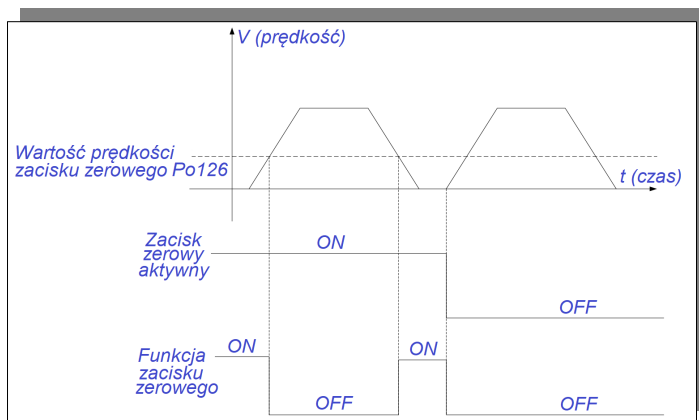 V (prędkość)
Wartość prędkości
zacisku zerowego Po126
t (czas)
Zacisk
zerowy
aktywny
ON
OFF
Funkcja
zacisku
zerowego
ON
OFF
ON
OFF